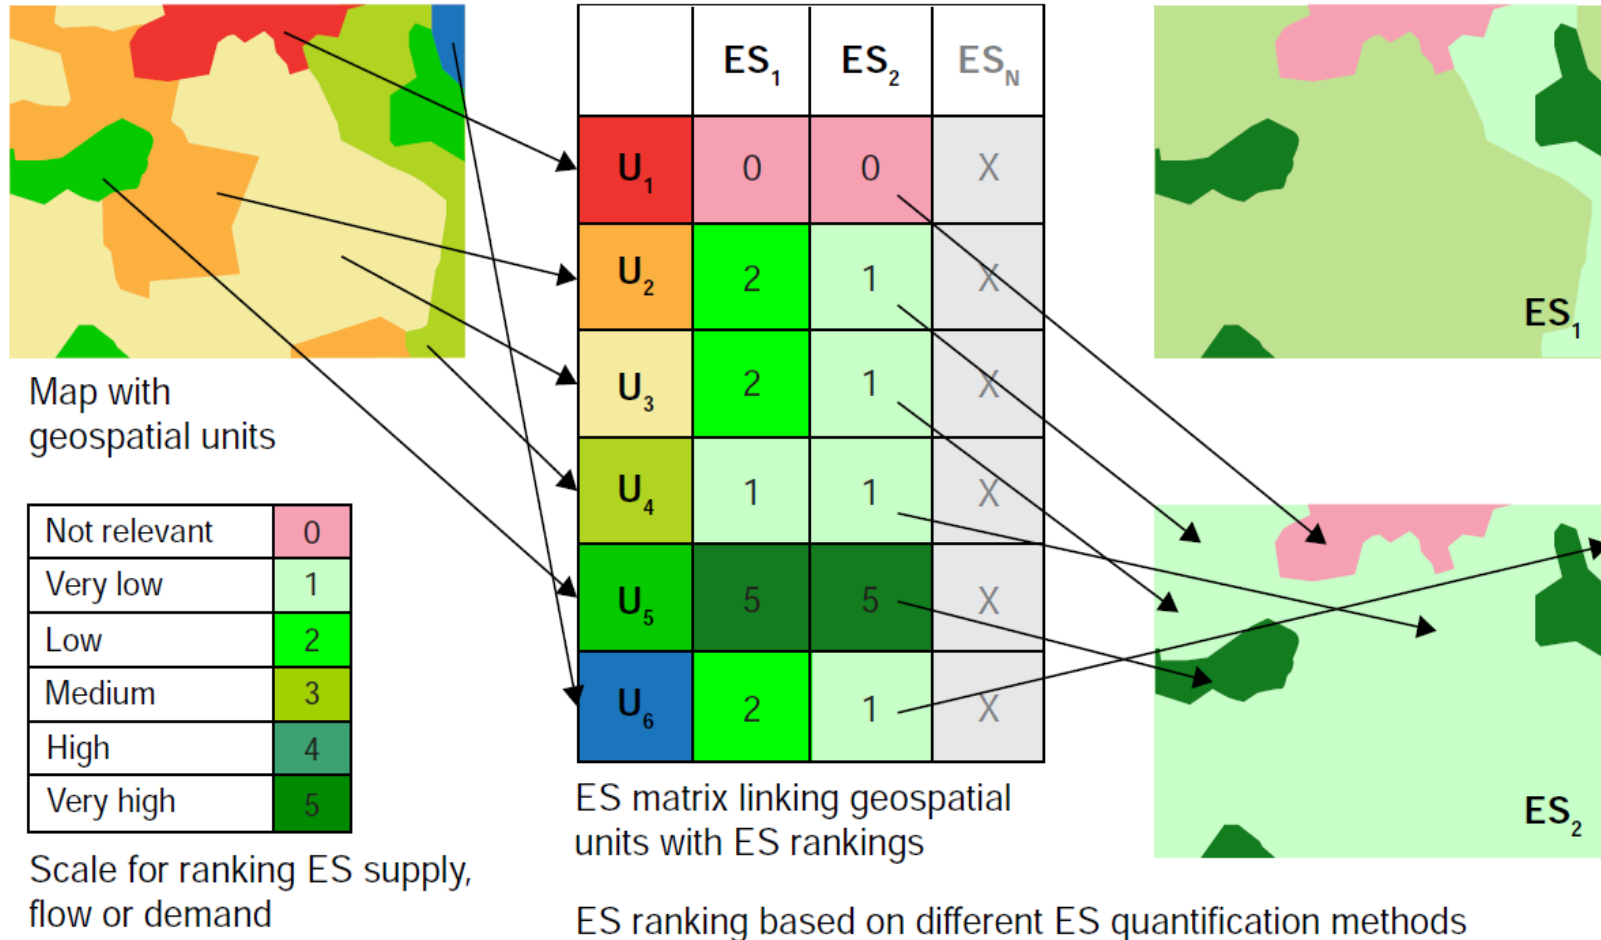 Map with
geospatial units
Not relevant 0
Very low 1
Low 2
Medium 3
High 4
Very high 5
Scale for ranking ES supply,
flow or demand
ES₁ ES₂ ES_N
U₁ 0 0 X
U₂ 2 1 X
U₃ 2 1 X
U₄ 1 1 X
U₅ 5 5 X
U₆ 2 1 X
ES matrix linking geospatial
units with ES rankings
ES₁
ES₂
ES ranking based on different ES quantification methods